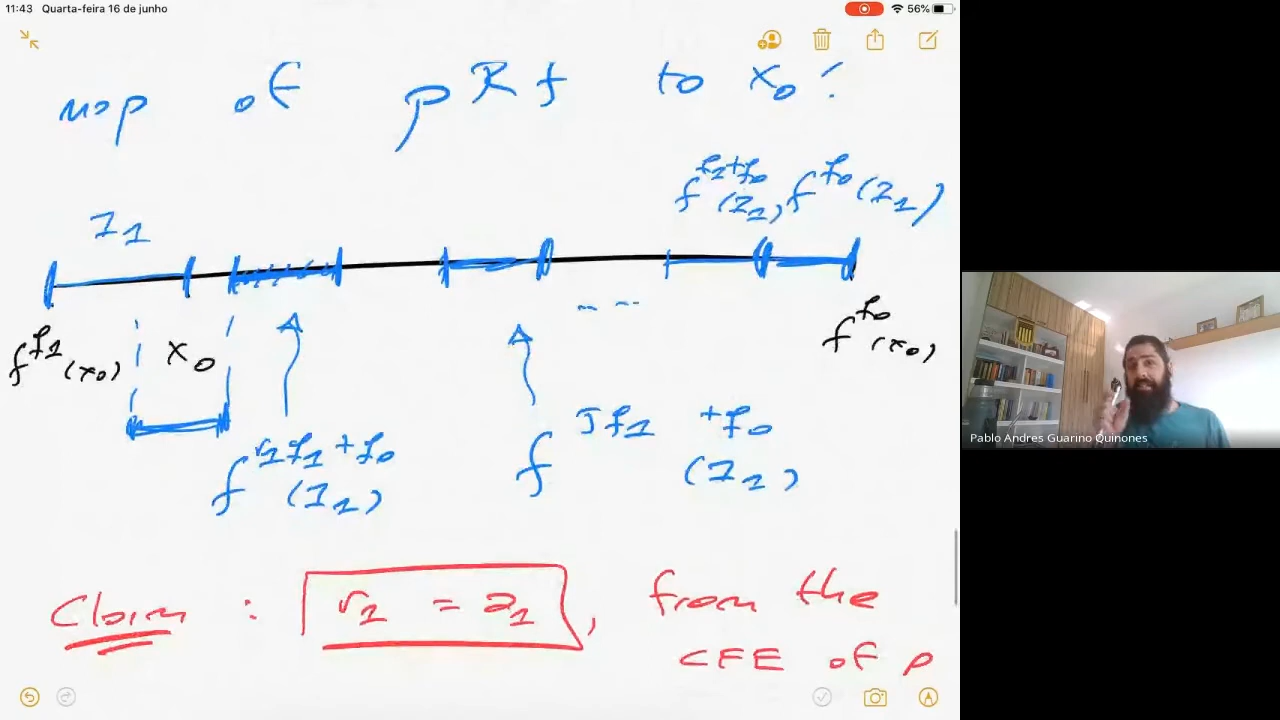 11:43 Quarta-feira 16 de junho
56%
map of pRf to x₀:
f^{q₁+q₀}(I₁) f^{q₀}(I₁)
I₁
f^{q₁}(x₀) x₀ f^{q₀}(x₀)
f^{r₁q₁+q₀}(I₁) f^{jq₁+q₀}(I₁)
Pablo Andres Guarino Quinones
Claim : r₁ = a₁, from the
CFE of ρ